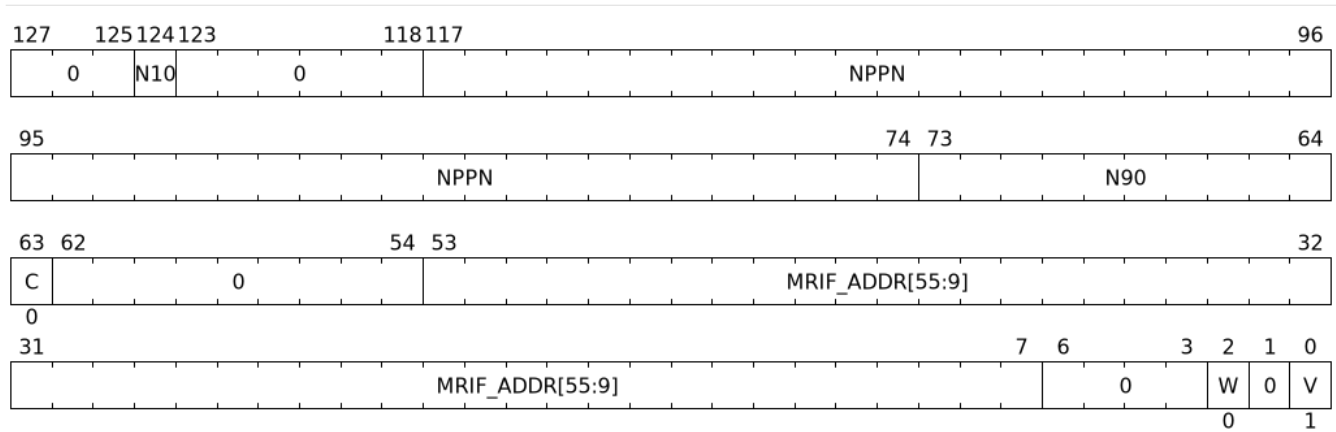 127 125 124 123 118 117 96
0 N10 0 NPPN
95 74 73 64
NPPN N90
63 62 54 53 32
C 0 MRIF_ADDR[55:9]
0
31 7 6 3 2 1 0
MRIF_ADDR[55:9] 0 W 0 V
0 1